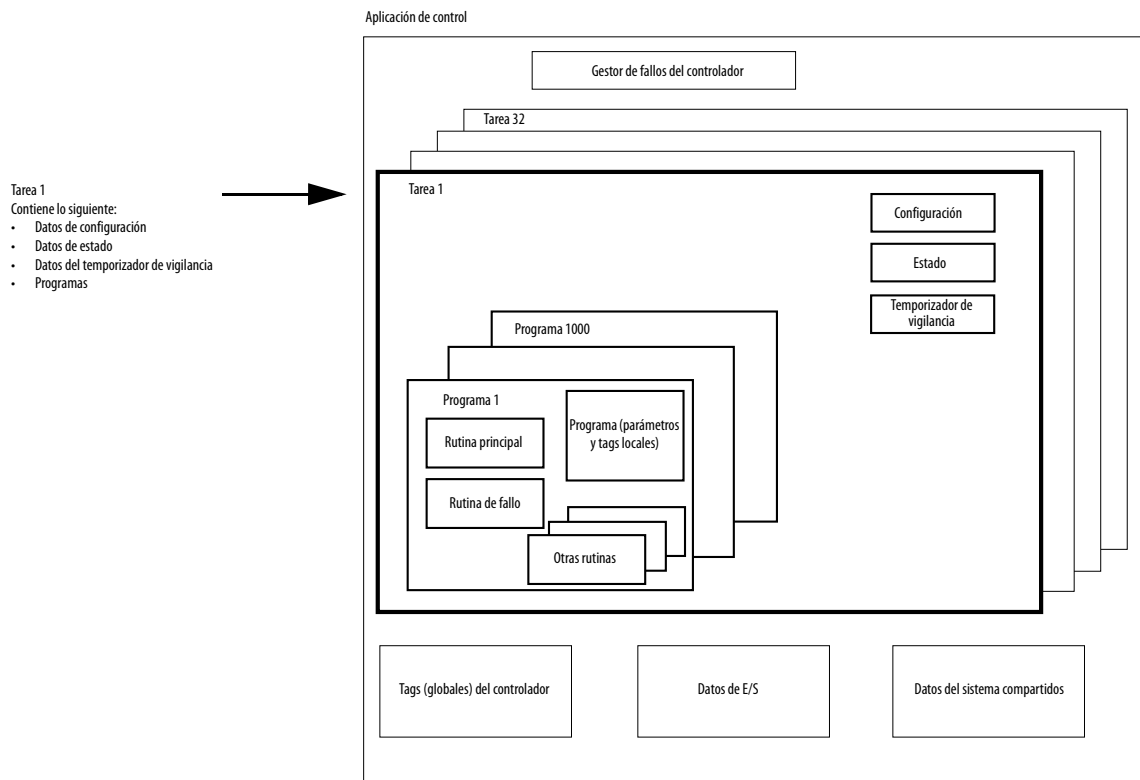 Aplicación de control
Gestor de fallos del controlador
Tarea 32
Tarea 1
Contiene lo siguiente:
• Datos de configuración
• Datos de estado
• Datos del temporizador de vigilancia
• Programas
Tarea 1
Configuración
Estado
Temporizador de
vigilancia
Programa 1000
Programa 1
Programa (parámetros
y tags locales)
Rutina principal
Rutina de fallo
Otras rutinas
Tags (globales) del controlador
Datos de E/S
Datos del sistema compartidos